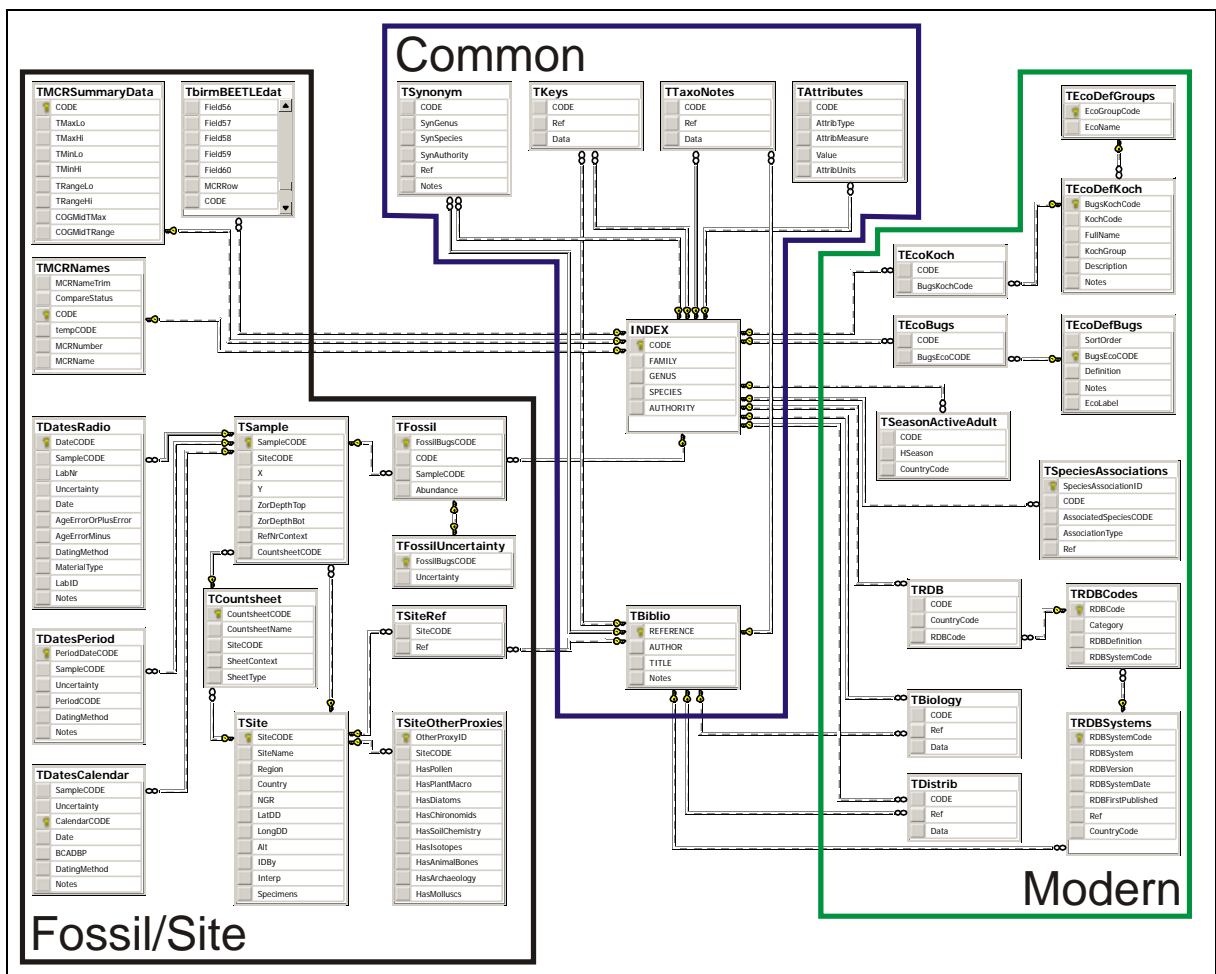 Common
TMCRSummaryData
CODE
TMaxLo
TMaxHi
TMinLo
TMinHi
TRangeLo
TRangeHi
COGMidTMax
COGMidTRange
TbirmBEETLEdat
Field56
Field57
Field58
Field59
Field60
MCRRow
CODE
TSynonym
CODE
SynGenus
SynSpecies
SynAuthority
Ref
Notes
TKeys
CODE
Ref
Data
TTaxoNotes
CODE
Ref
Data
TAttributes
CODE
AttribType
AttribMeasure
Value
AttribUnits
TEcoDefGroups
EcoGroupCode
EcoName
TEcoDefKoch
BugsKochCode
KochCode
FullName
KochGroup
Description
Notes
TEcoKoch
CODE
BugsKochCode
TMCRNames
MCRNameTrim
CompareStatus
CODE
tempCODE
MCRNumber
MCRName
INDEX
CODE
FAMILY
GENUS
SPECIES
AUTHORITY
TEcoBugs
CODE
BugsEcoCODE
TEcoDefBugs
SortOrder
BugsEcoCODE
Definition
Notes
EcoLabel
TSeasonActiveAdult
CODE
HSeason
CountryCode
TDatesRadio
DateCODE
SampleCODE
LabNr
Uncertainty
Date
AgeErrorOrPlusError
AgeErrorMinus
DatingMethod
MaterialType
LabID
Notes
TSample
SampleCODE
SiteCODE
X
Y
ZorDepthTop
ZorDepthBot
RefNrContext
CountsheetCODE
TFossil
FossilBugsCODE
CODE
SampleCODE
Abundance
TSpeciesAssociations
SpeciesAssociationID
CODE
AssociatedSpeciesCODE
AssociationType
Ref
TFossilUncertainty
FossilBugsCODE
Uncertainty
TCountsheet
CountsheetCODE
CountsheetName
SiteCODE
SheetContext
SheetType
TSiteRef
SiteCODE
Ref
TBiblio
REFERENCE
AUTHOR
TITLE
Notes
TRDB
CODE
CountryCode
RDBCode
TRDBCodes
RDBCode
Category
RDBDefinition
RDBSystemCode
TDatesPeriod
PeriodDateCODE
SampleCODE
Uncertainty
PeriodCODE
DatingMethod
Notes
TSite
SiteCODE
SiteName
Region
Country
NGR
LatDD
LongDD
Alt
IDBy
Interp
Specimens
TSiteOtherProxies
OtherProxyID
SiteCODE
HasPollen
HasPlantMacro
HasDiatoms
HasChironomids
HasSoilChemistry
HasIsotopes
HasAnimalBones
HasArchaeology
HasMolluscs
TBiology
CODE
Ref
Data
TRDBSystems
RDBSystemCode
RDBSystem
RDBVersion
RDBSystemDate
RDBFirstPublished
Ref
CountryCode
TDatesCalendar
SampleCODE
Uncertainty
CalendarCODE
Date
BCADBP
DatingMethod
Notes
TDistrib
CODE
Ref
Data
Modern
Fossil/Site